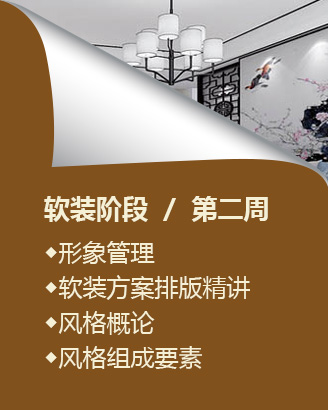 软装阶段 / 第二周
◆形象管理
◆软装方案排版精讲
◆风格概论
◆风格组成要素